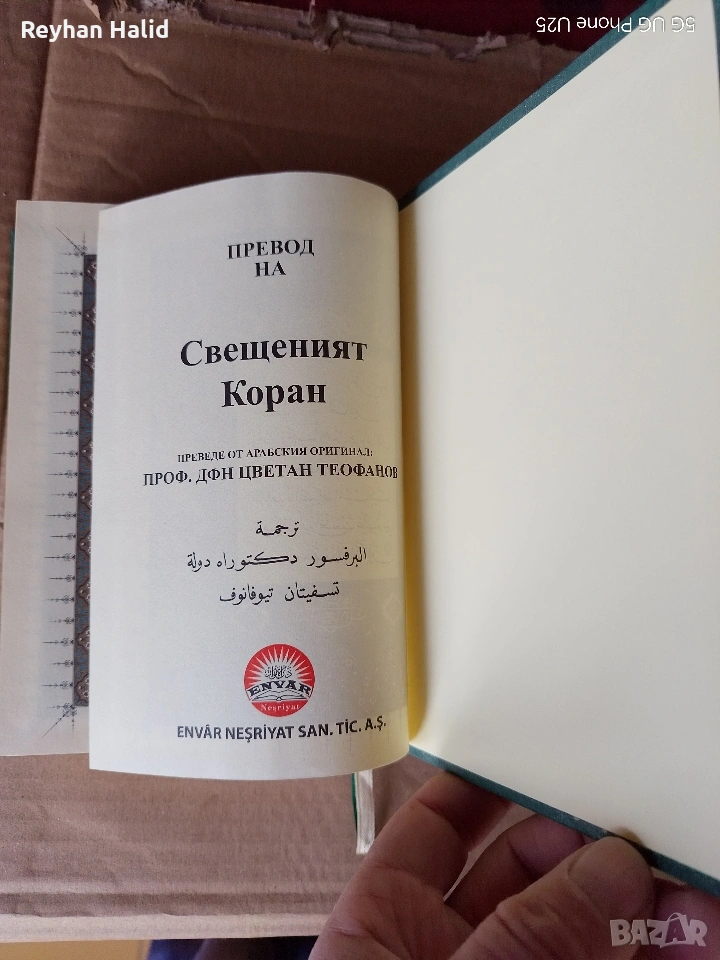 Reyhan Halid
5G UG Phone U25
ПРЕВОД
НА
Свещеният
Коран
ПРЕВЕДЕ ОТ АРАБСКИЯ ОРИГИНАЛ:
ПРОФ. ДФН ЦВЕТАН ТЕОФАНОВ
ترجمة
البرفسور دكتوراه دولة
تسفيتان تيوفانوف
ENVAR
Neşriyat
ENVÂR NEŞRİYAT SAN. TİC. A.Ş.
BAZAR